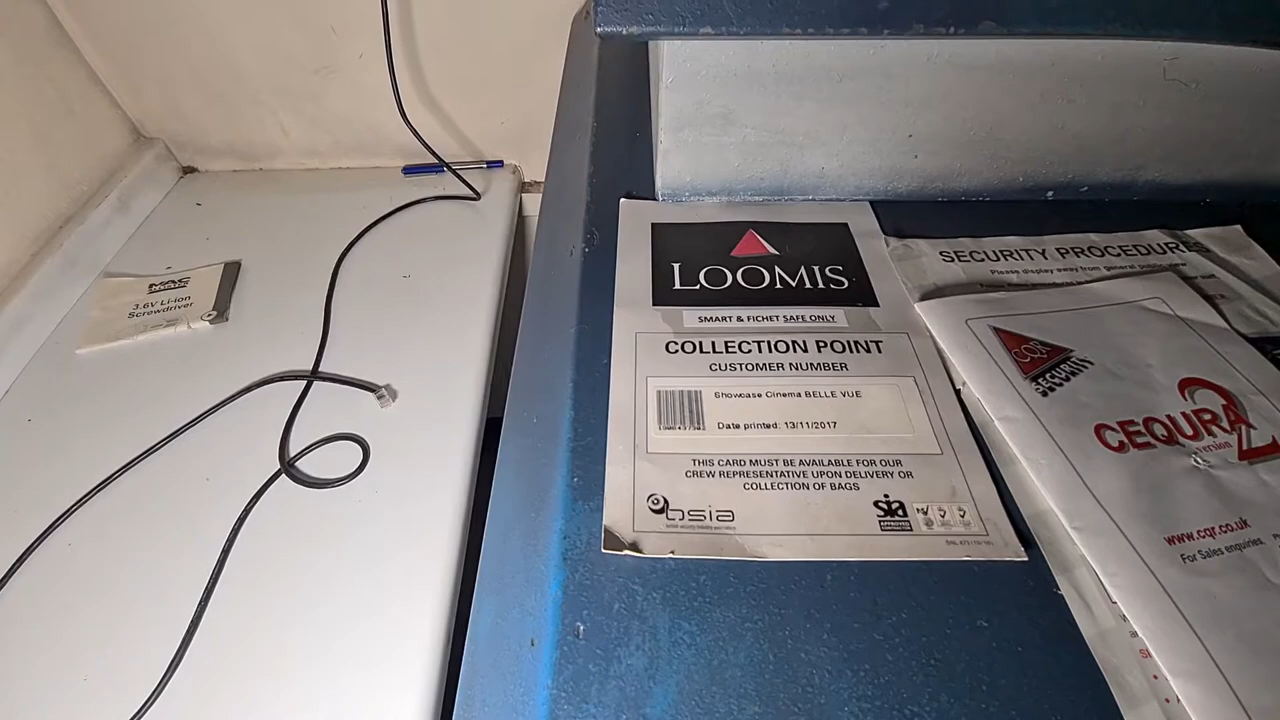 3.6V Li-ion
Screwdriver
LOOMIS
SMART & FICHET SAFE ONLY
COLLECTION POINT
CUSTOMER NUMBER
Showcase Cinema BELLE VUE
Date printed: 13/11/2017
THIS CARD MUST BE AVAILABLE FOR OUR
CREW REPRESENTATIVE UPON DELIVERY OR
COLLECTION OF BAGS
bsia
sia
APPROVED
CONTRACTOR
SECURITY PROCEDURES
Please display away from general public view
CQR
SECURITY
CEQURA 2
version
www.cqr.co.uk
For Sales enquiries,